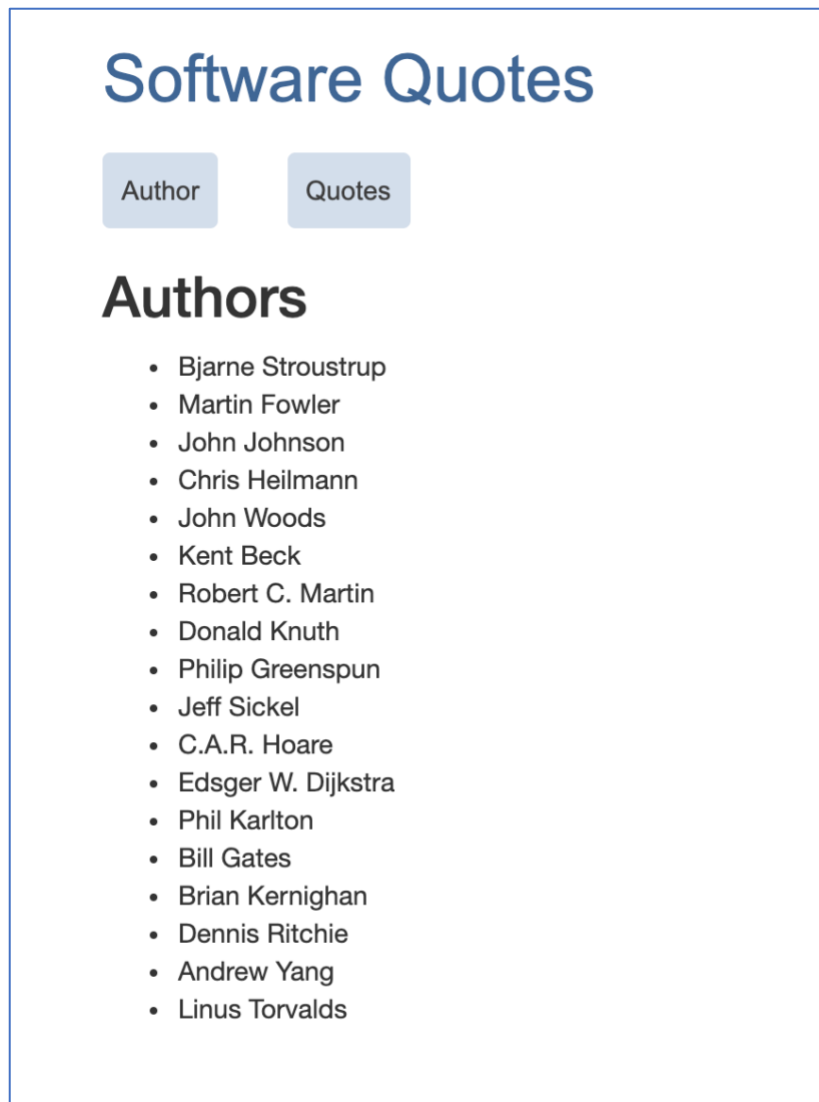 Software Quotes
Author Quotes
Authors
• Bjarne Stroustrup
• Martin Fowler
• John Johnson
• Chris Heilmann
• John Woods
• Kent Beck
• Robert C. Martin
• Donald Knuth
• Philip Greenspun
• Jeff Sickel
• C.A.R. Hoare
• Edsger W. Dijkstra
• Phil Karlton
• Bill Gates
• Brian Kernighan
• Dennis Ritchie
• Andrew Yang
• Linus Torvalds